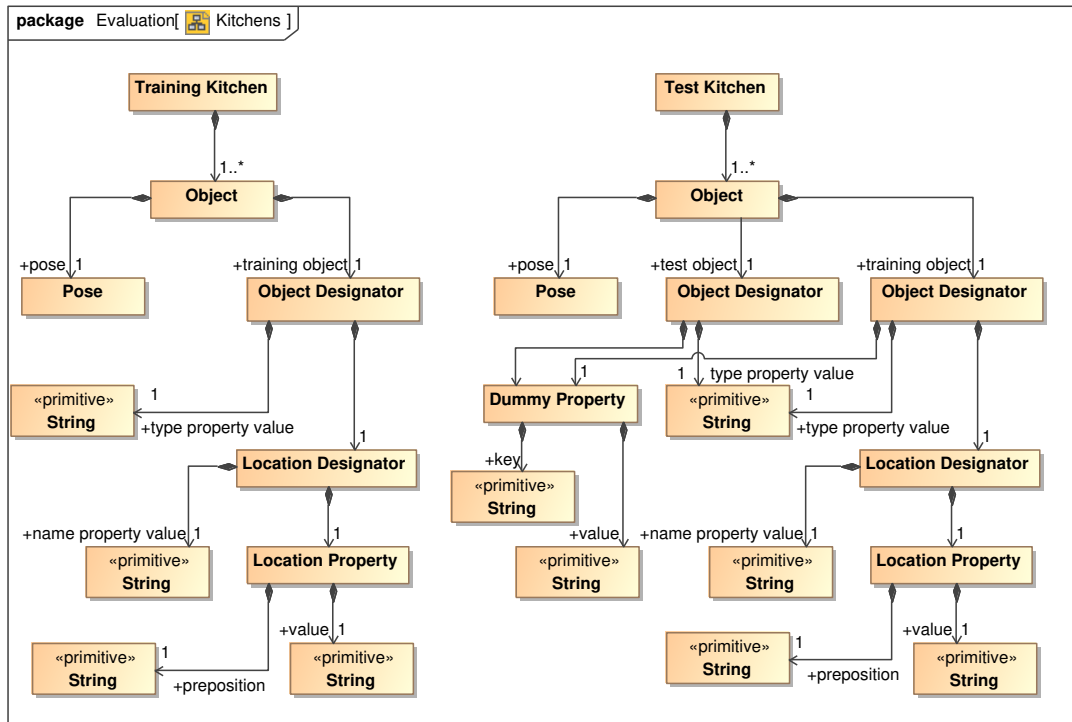 package Evaluation[ Kitchens ]
Training Kitchen
Test Kitchen
1..*
1..*
Object
Object
+pose 1
+training object 1
+pose 1
+test object 1
+training object 1
Pose
Object Designator
Pose
Object Designator
Object Designator
1
1
1
type property value
1
«primitive»
String
+type property value
Dummy Property
«primitive»
String
+type property value
1
1
Location Designator
+key
Location Designator
«primitive»
String
+name property value 1
1
+value
+name property value 1
1
«primitive»
String
Location Property
«primitive»
String
«primitive»
String
Location Property
1
+value 1
1
+value 1
«primitive»
String
+preposition
«primitive»
String
«primitive»
String
+preposition
«primitive»
String